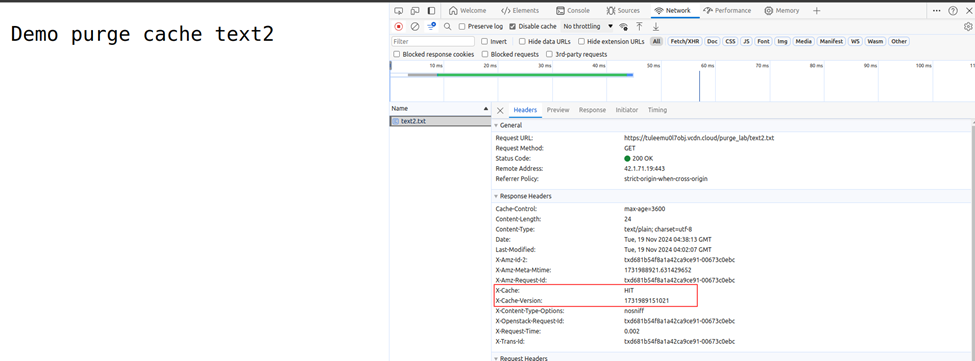 Demo purge cache text2
Welcome
Elements
Console
Sources
Network
Performance
Memory
Preserve log
Disable cache
No throttling
Filter
Invert
Hide data URLs
Hide extension URLs
All
Fetch/XHR
Doc
CSS
JS
Font
Img
Media
Manifest
WS
Wasm
Other
Blocked response cookies
Blocked requests
3rd-party requests
10 ms
20 ms
30 ms
40 ms
50 ms
60 ms
70 ms
80 ms
90 ms
100 ms
110
Name
Headers
Preview
Response
Initiator
Timing
text2.txt
General
Request URL: https://tuleemu0l7obj.vcdn.cloud/purge_lab/text2.txt
Request Method: GET
Status Code: 200 OK
Remote Address: 42.1.71.19:443
Referrer Policy: strict-origin-when-cross-origin
Response Headers
Cache-Control: max-age=3600
Content-Length: 24
Content-Type: text/plain; charset=utf-8
Date: Tue, 19 Nov 2024 04:38:13 GMT
Last-Modified: Tue, 19 Nov 2024 04:02:07 GMT
X-Amz-Id-2: txd681b54f8a1a42ca9ce91-00673c0ebc
X-Amz-Meta-Mtime: 1731988921.631429652
X-Amz-Request-Id: txd681b54f8a1a42ca9ce91-00673c0ebc
X-Cache: HIT
X-Cache-Version: 1731989151021
X-Content-Type-Options: nosniff
X-Openstack-Request-Id: txd681b54f8a1a42ca9ce91-00673c0ebc
X-Request-Time: 0.002
X-Trans-Id: txd681b54f8a1a42ca9ce91-00673c0ebc
Request Headers